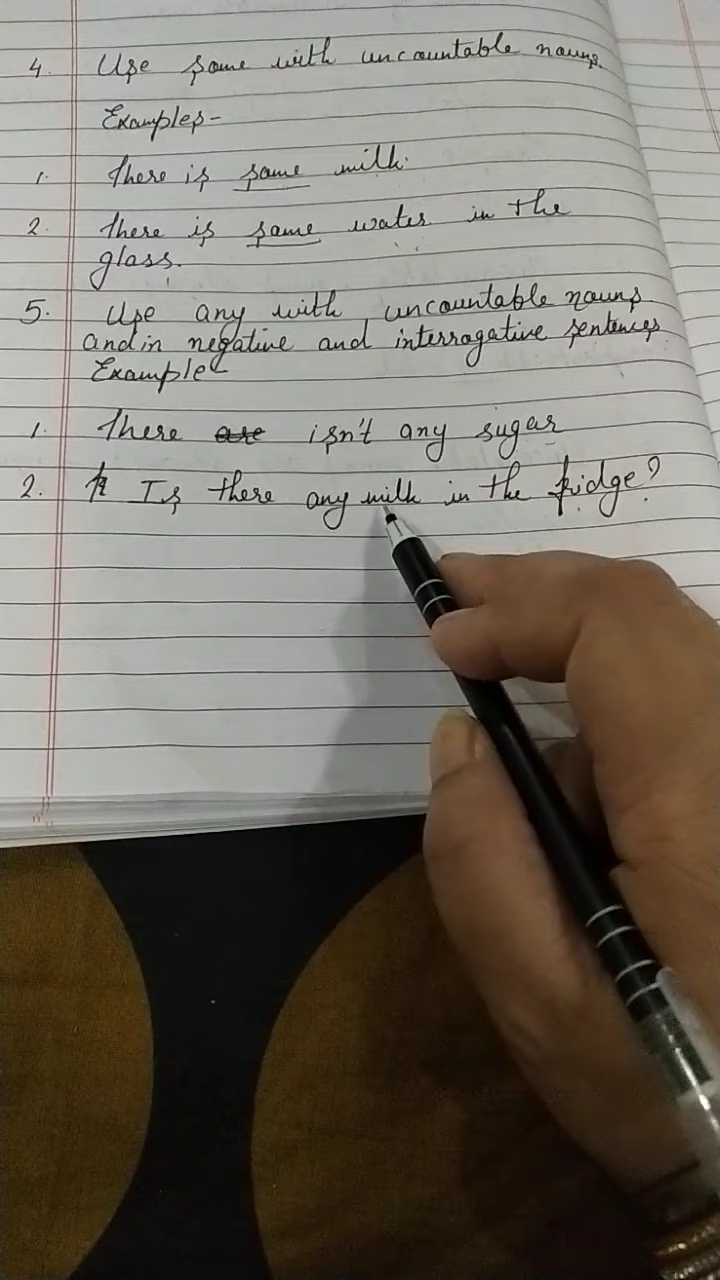 4. Use some with uncountable nouns.
Examples-
1. There is some milk.
2. There is some water in the
glass.
5. Use any with uncountable nouns
and in negative and interrogative sentences
Example-
1. There are isn't any sugar
2. Is there any milk in the fridge?